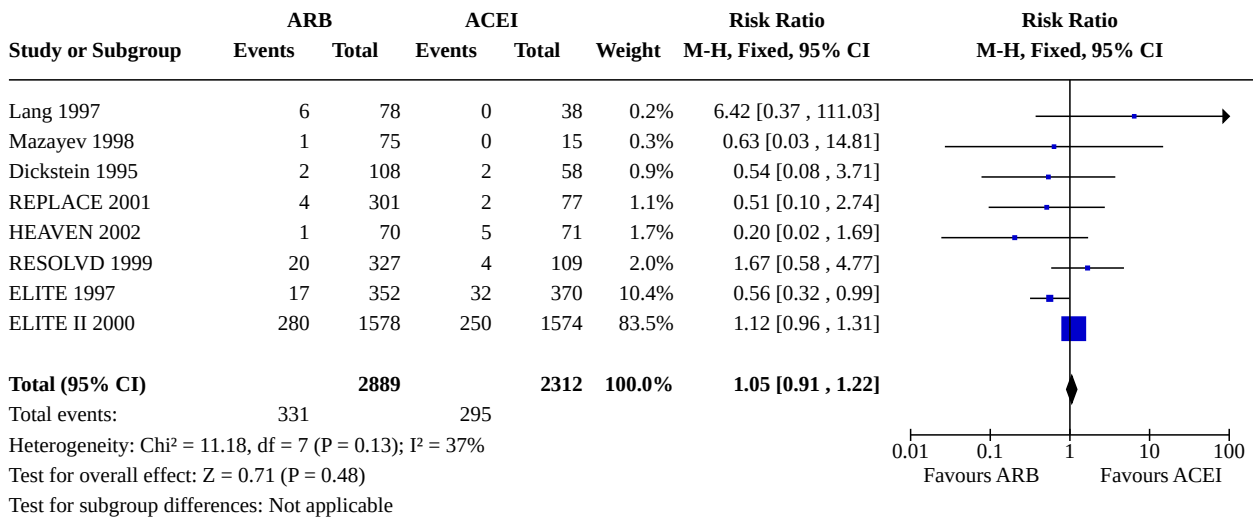 ARB ACEI Risk Ratio Risk Ratio
Study or Subgroup Events Total Events Total Weight M-H, Fixed, 95% CI M-H, Fixed, 95% CI
Lang 1997 6 78 0 38 0.2% 6.42 [0.37 , 111.03]
Mazayev 1998 1 75 0 15 0.3% 0.63 [0.03 , 14.81]
Dickstein 1995 2 108 2 58 0.9% 0.54 [0.08 , 3.71]
REPLACE 2001 4 301 2 77 1.1% 0.51 [0.10 , 2.74]
HEAVEN 2002 1 70 5 71 1.7% 0.20 [0.02 , 1.69]
RESOLVD 1999 20 327 4 109 2.0% 1.67 [0.58 , 4.77]
ELITE 1997 17 352 32 370 10.4% 0.56 [0.32 , 0.99]
ELITE II 2000 280 1578 250 1574 83.5% 1.12 [0.96 , 1.31]
Total (95% CI) 2889 2312 100.0% 1.05 [0.91 , 1.22]
Total events: 331 295
Heterogeneity: Chi² = 11.18, df = 7 (P = 0.13); I² = 37%
Test for overall effect: Z = 0.71 (P = 0.48)
Test for subgroup differences: Not applicable
0.01 0.1 1 10 100
Favours ARB Favours ACEI